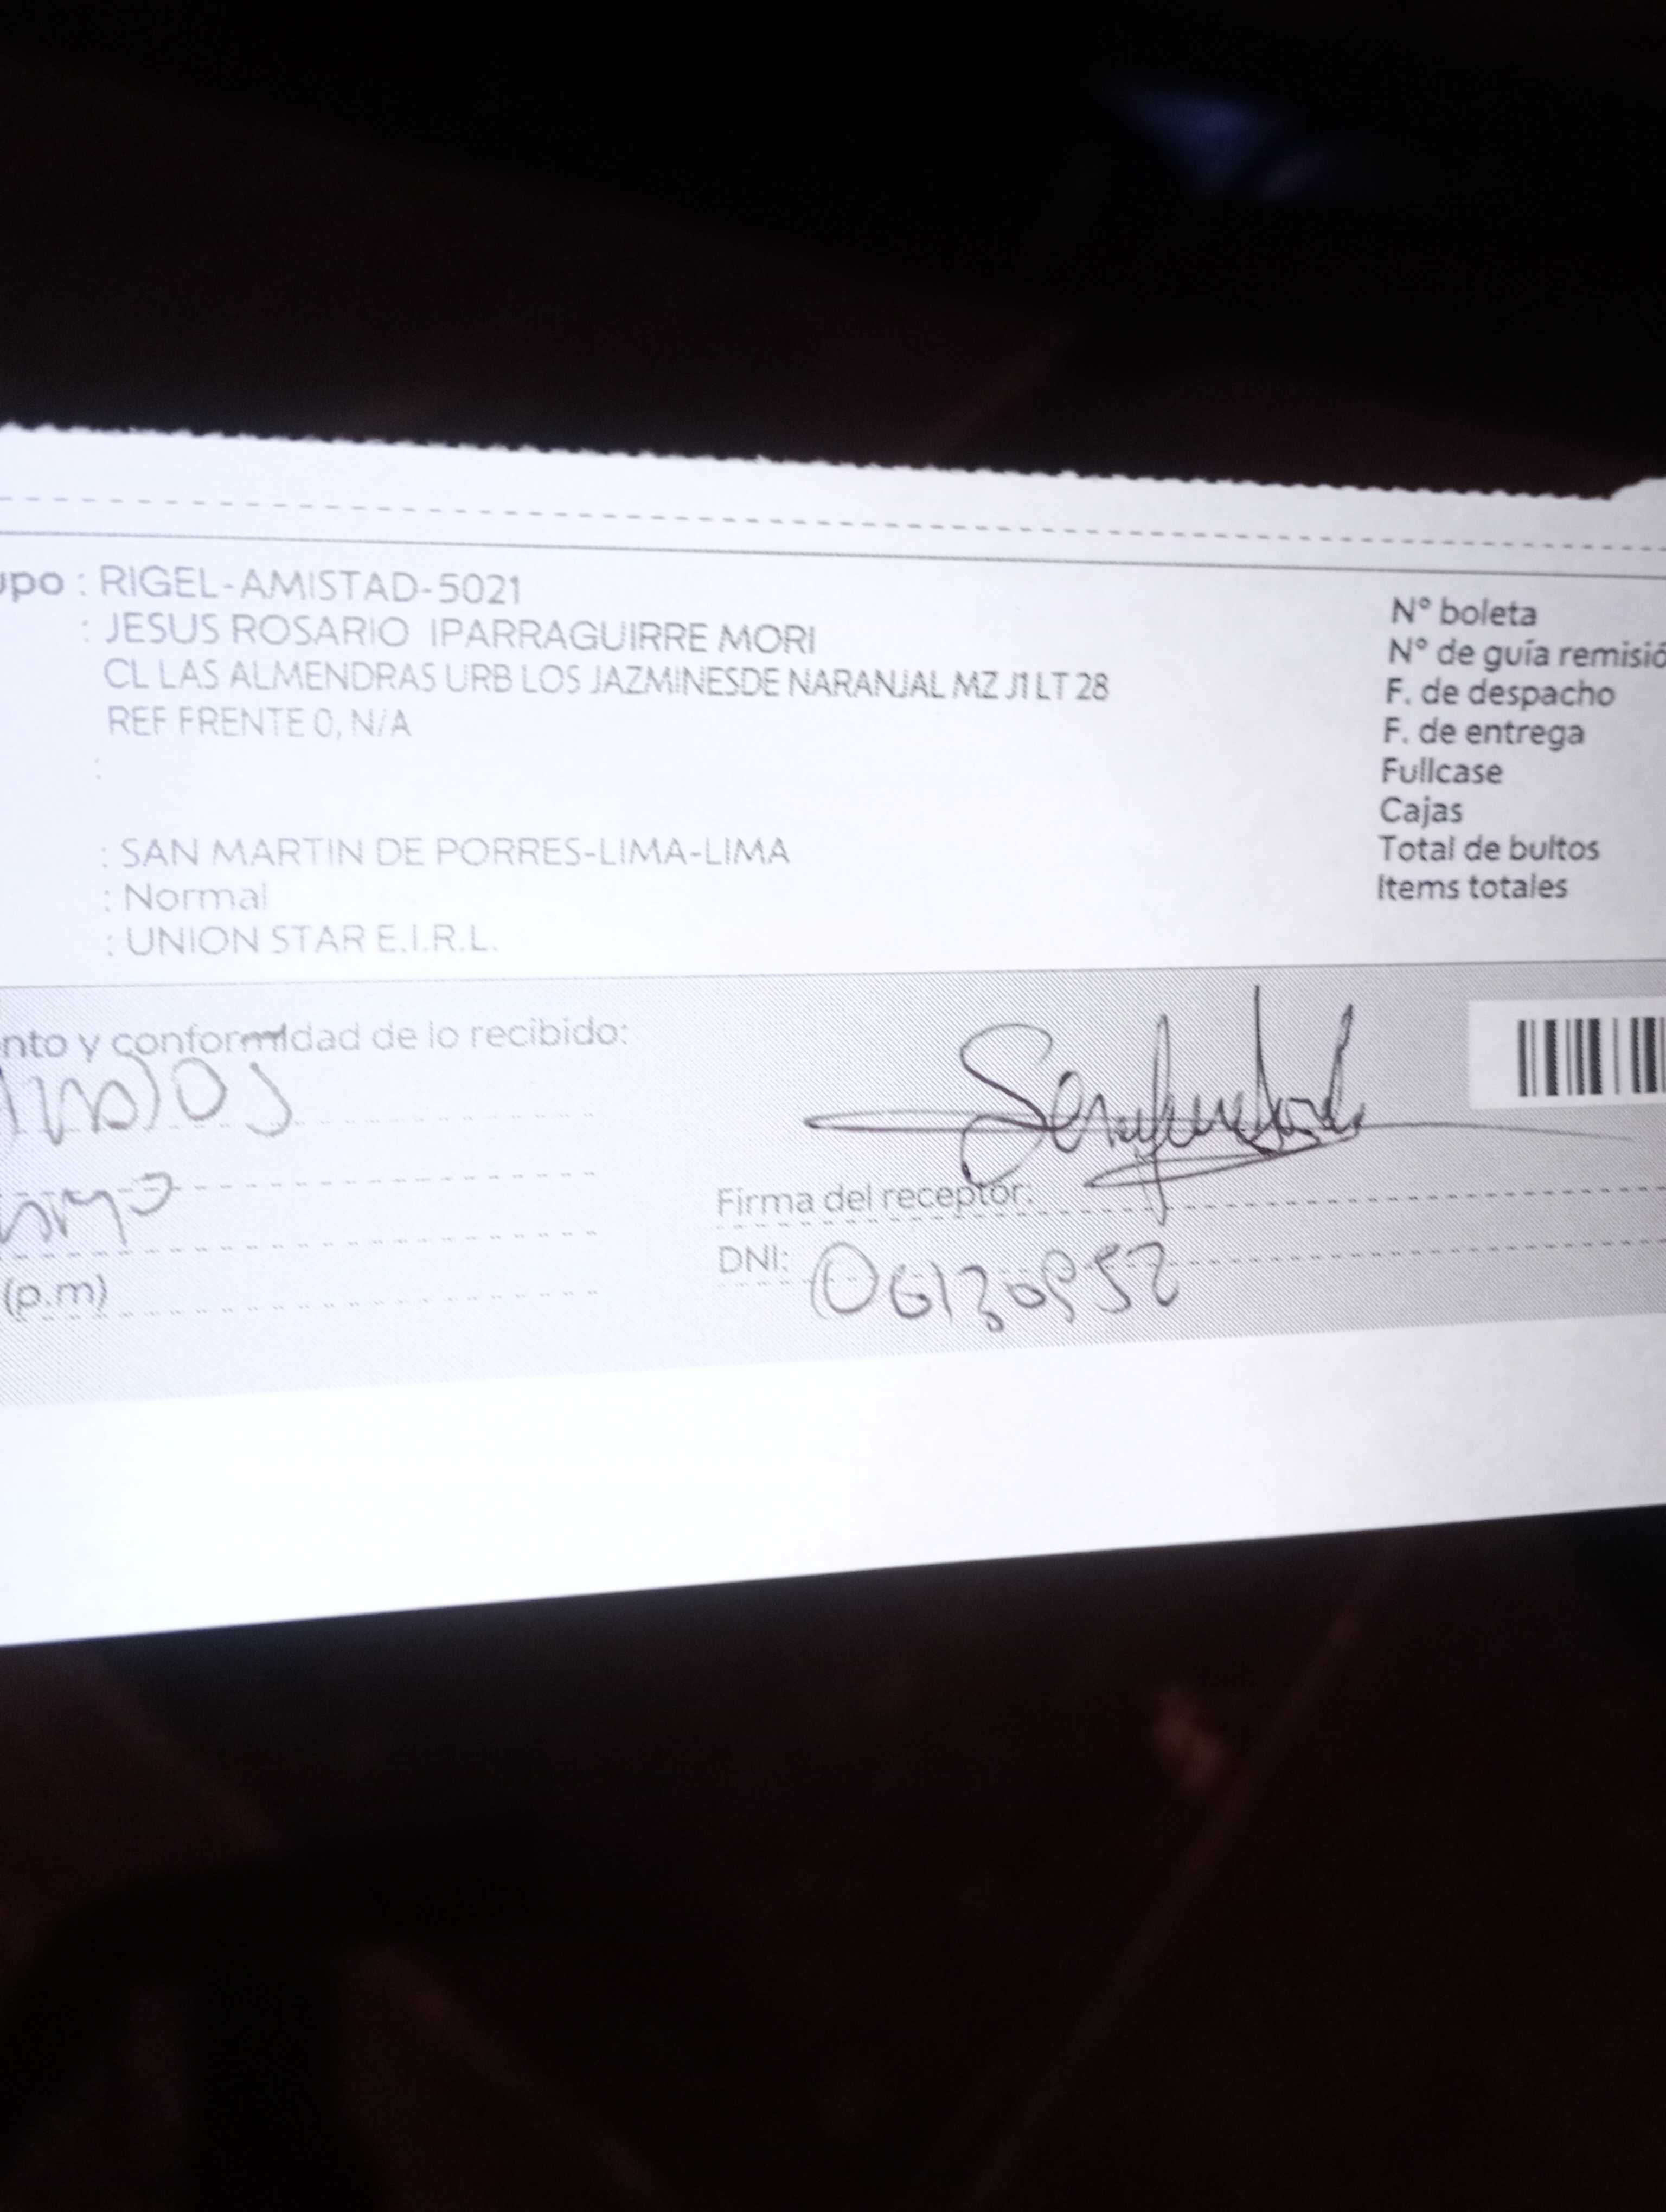 upo : RIGEL-AMISTAD-5021
: JESUS ROSARIO IPARRAGUIRRE MORI
CL LAS ALMENDRAS URB LOS JAZMINESDE NARANJAL MZ J1 LT 28
REF FRENTE 0, N/A
:
: SAN MARTIN DE PORRES-LIMA-LIMA
: Normal
: UNION STAR E.I.R.L.
Nº boleta
Nº de guía remisió
F. de despacho
F. de entrega
Fullcase
Cajas
Total de bultos
Items totales
nto y conformidad de lo recibido:
(p.m)
Firma del receptor:
DNI: